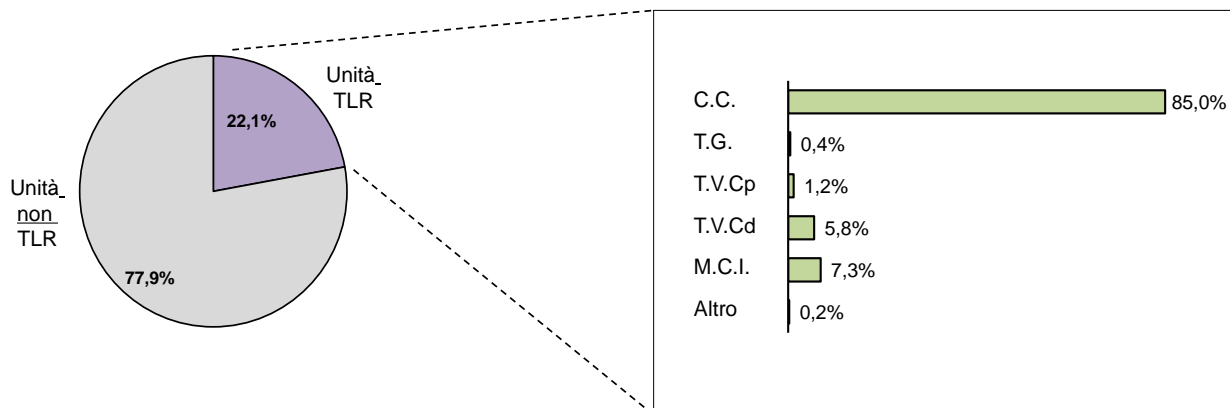 Unità
TLR
22,1%
Unità
non
TLR
77,9%
C.C.
85,0%
T.G.
0,4%
T.V.Cp
1,2%
T.V.Cd
5,8%
M.C.I.
7,3%
Altro
0,2%